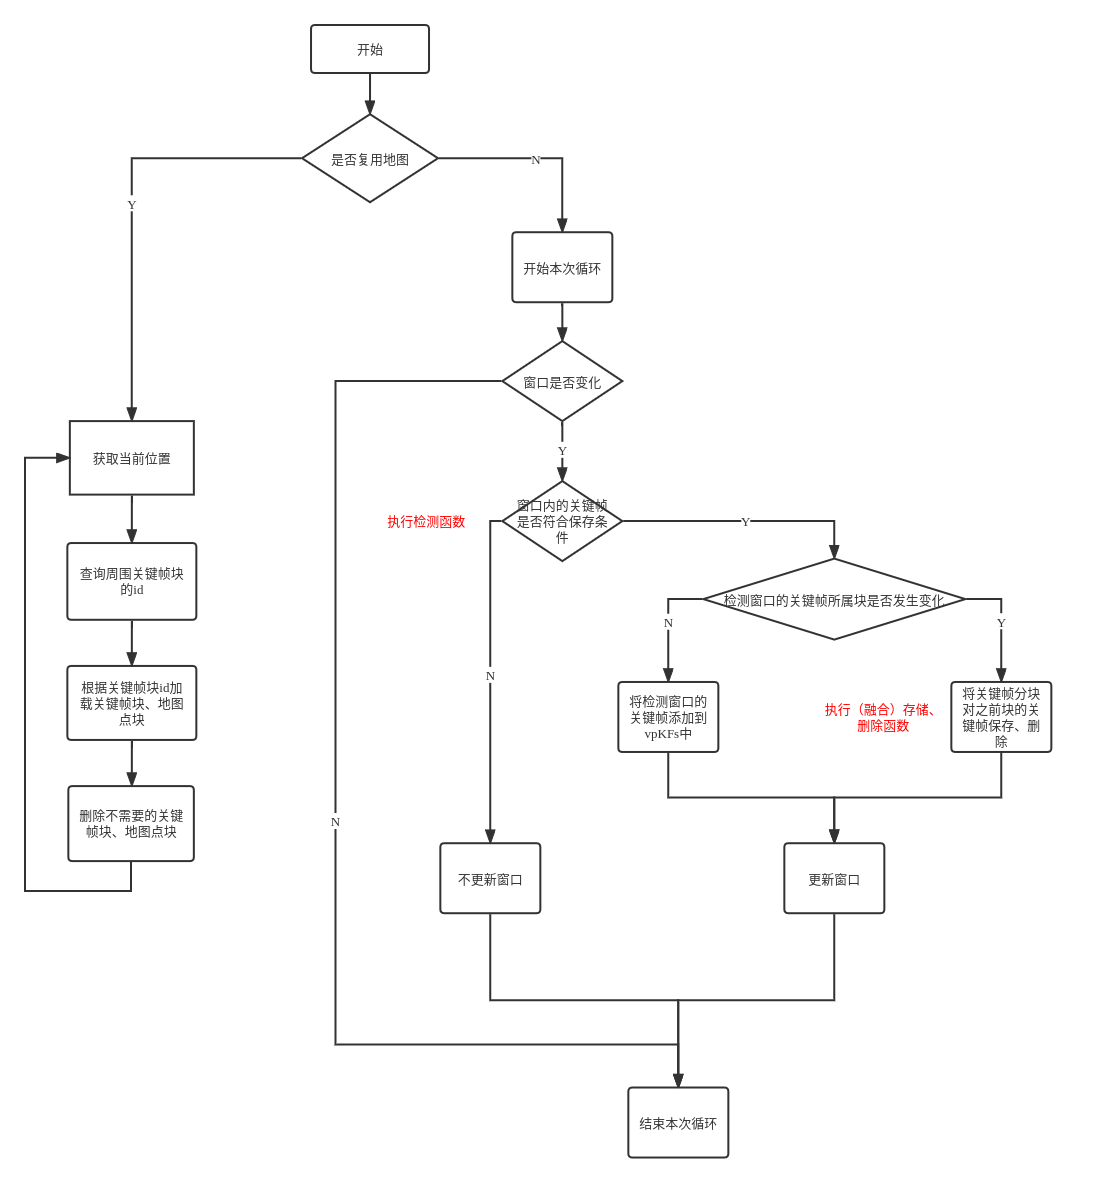 开始
是否复用地图
N
Y
开始本次循环
窗口是否变化
Y
获取当前位置
窗口内的关键帧
是否符合保存条
件
执行检测函数
Y
查询周围关键帧块
的id
检测窗口的关键帧所属块是否发生变化
N
Y
N
根据关键帧块id加
载关键帧块、地图
点块
将检测窗口的
关键帧添加到
vpKFs中
执行（融合）存储、
删除函数
将关键帧分块
对之前块的关
键帧保存、删
除
删除不需要的关键
帧块、地图点块
N
不更新窗口
更新窗口
结束本次循环